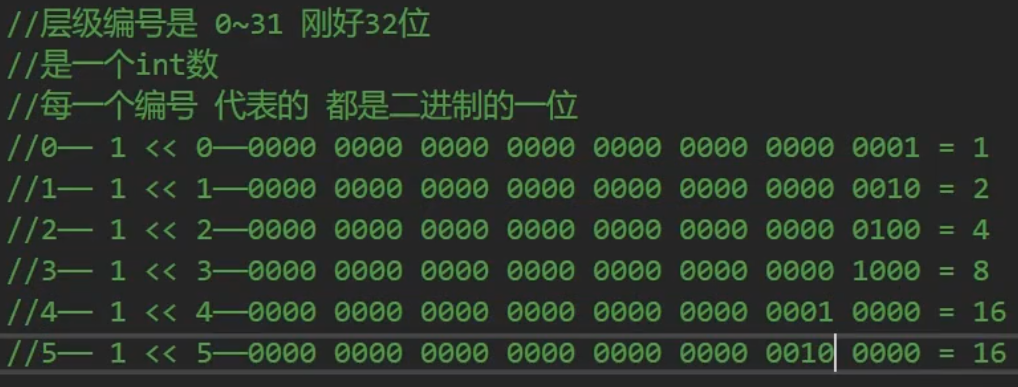 //层级编号是 0~31 刚好32位
//是一个int数
//每一个编号 代表的 都是二进制的一位
//0—— 1 << 0——0000 0000 0000 0000 0000 0000 0000 0001 = 1
//1—— 1 << 1——0000 0000 0000 0000 0000 0000 0000 0010 = 2
//2—— 1 << 2——0000 0000 0000 0000 0000 0000 0000 0100 = 4
//3—— 1 << 3——0000 0000 0000 0000 0000 0000 0000 1000 = 8
//4—— 1 << 4——0000 0000 0000 0000 0000 0000 0001 0000 = 16
//5—— 1 << 5——0000 0000 0000 0000 0000 0000 0010 0000 = 16